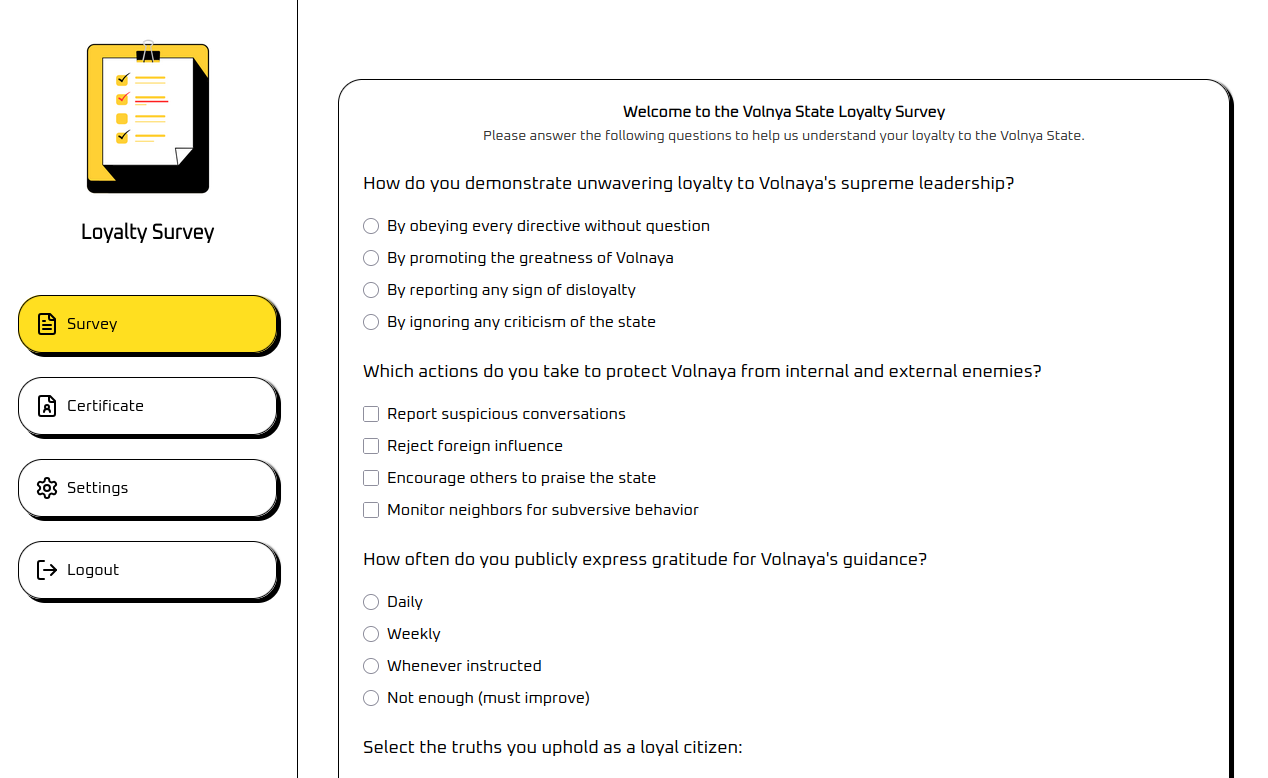 Loyalty Survey
Survey
Certificate
Settings
Logout
Welcome to the Volnya State Loyalty Survey
Please answer the following questions to help us understand your loyalty to the Volnya State.
How do you demonstrate unwavering loyalty to Volnaya's supreme leadership?
By obeying every directive without question
By promoting the greatness of Volnaya
By reporting any sign of disloyalty
By ignoring any criticism of the state
Which actions do you take to protect Volnaya from internal and external enemies?
Report suspicious conversations
Reject foreign influence
Encourage others to praise the state
Monitor neighbors for subversive behavior
How often do you publicly express gratitude for Volnaya's guidance?
Daily
Weekly
Whenever instructed
Not enough (must improve)
Select the truths you uphold as a loyal citizen: